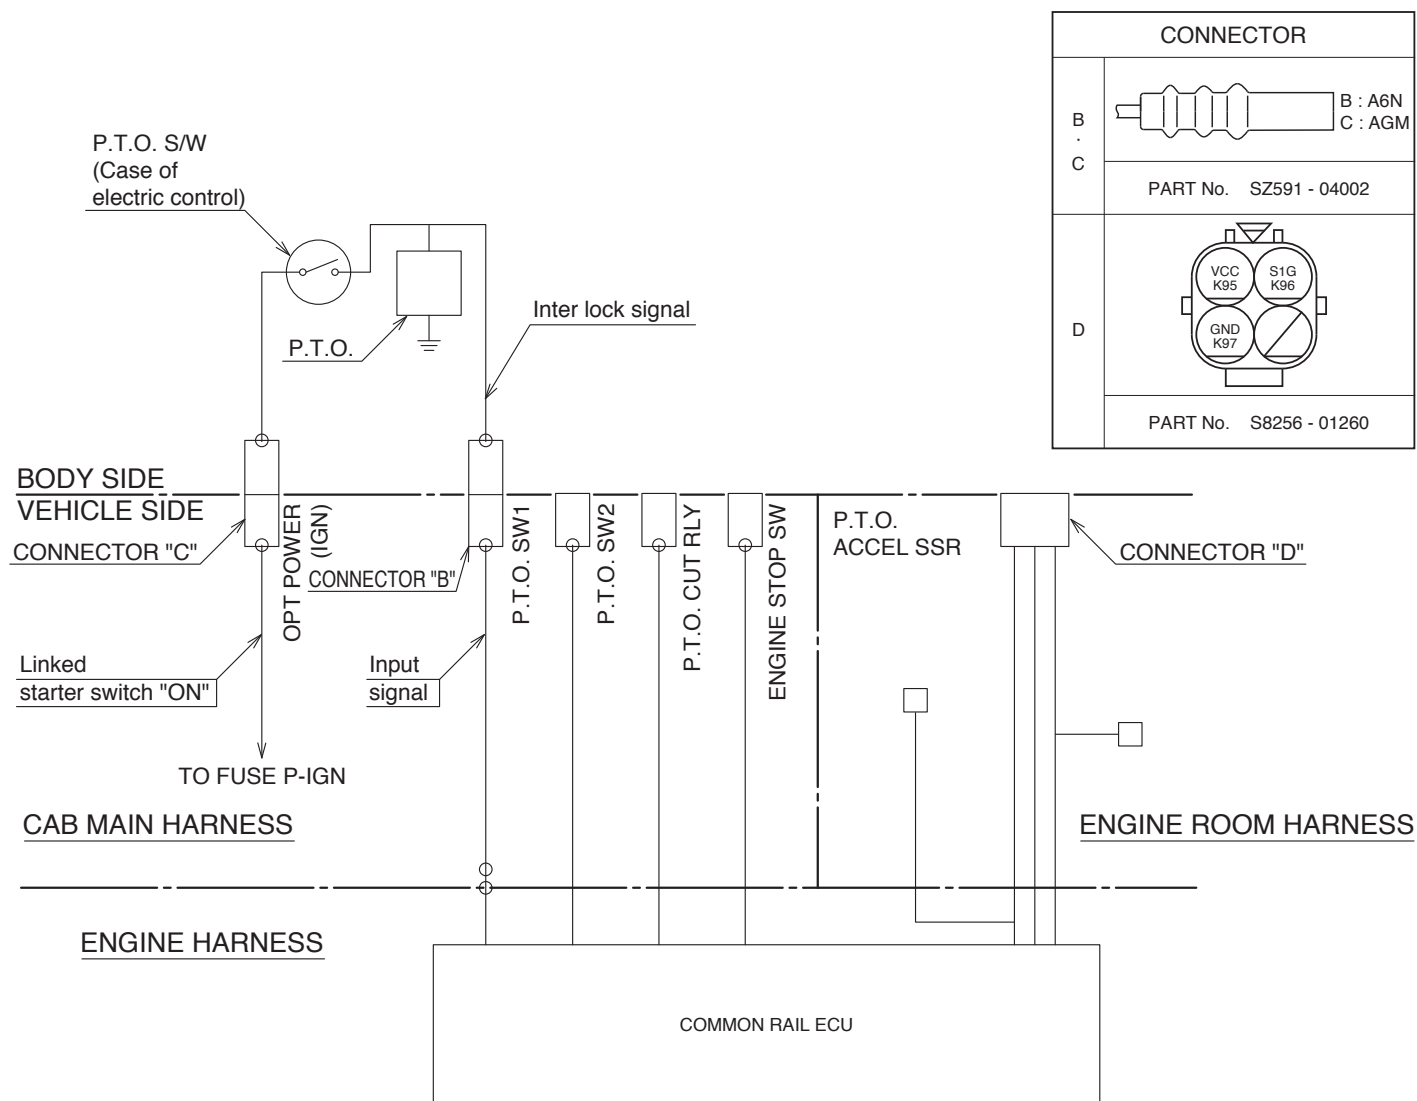 CONNECTOR
B
·
C
B : A6N
C : AGM
PART No. SZ591 - 04002
D
VCC
K95
S1G
K96
GND
K97
PART No. S8256 - 01260
P.T.O. S/W
(Case of
electric control)
P.T.O.
Inter lock signal
BODY SIDE
VEHICLE SIDE
CONNECTOR "C"
OPT POWER
(IGN)
CONNECTOR "B"
P.T.O. SW1
P.T.O. SW2
P.T.O. CUT RLY
ENGINE STOP SW
P.T.O.
ACCEL SSR
CONNECTOR "D"
Linked
starter switch "ON"
Input
signal
TO FUSE P-IGN
CAB MAIN HARNESS
ENGINE ROOM HARNESS
ENGINE HARNESS
COMMON RAIL ECU